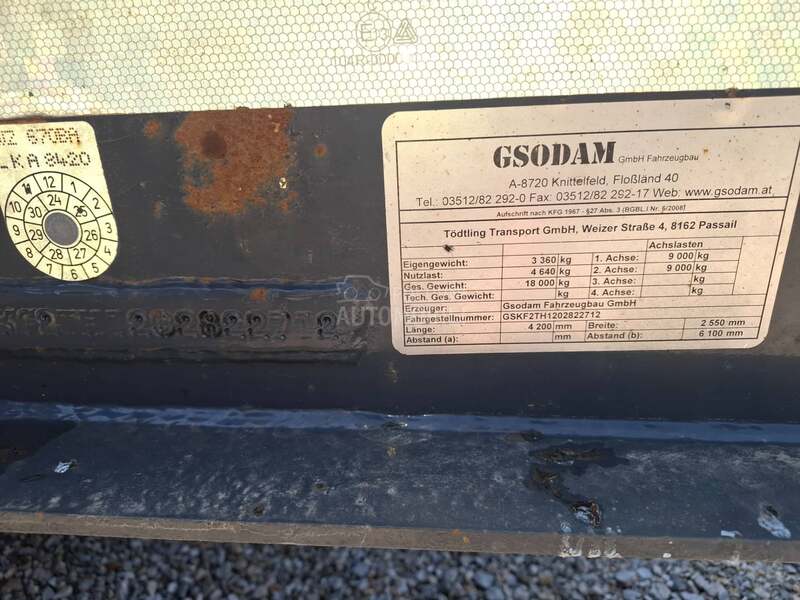 GSODAM GmbH Fahrzeugbau
A-8720 Knittelfeld, Floßländ 40
Tel.: 03512/82 292-0 Fax: 03512/82 292-17 Web: www.gsodam.at
Aufschrift nach KFG 1967 - §27 Abs. 3 [BGBL.I Nr. 6/2008]
Tödtling Transport GmbH, Weizer Straße 4, 8162 Passail
Achslasten
Eigengewicht: 3 360 kg 1. Achse: 9 000 kg
Nutzlast: 4 640 kg 2. Achse: 9 000 kg
Ges. Gewicht: 18 000 kg 3. Achse: kg
Tech. Ges. Gewicht: kg 4. Achse: kg
Erzeuger: Gsodam Fahrzeugbau GmbH
Fahrgestellnummer: GSKF2TH1202822712
Länge: 4 200 mm Breite: 2 550 mm
Abstand (a): mm Abstand (b): 6 100 mm
8420
12 1 2 3 4 5 6 7 8 9 10
30 24 25 26 27 28 29
AUTO